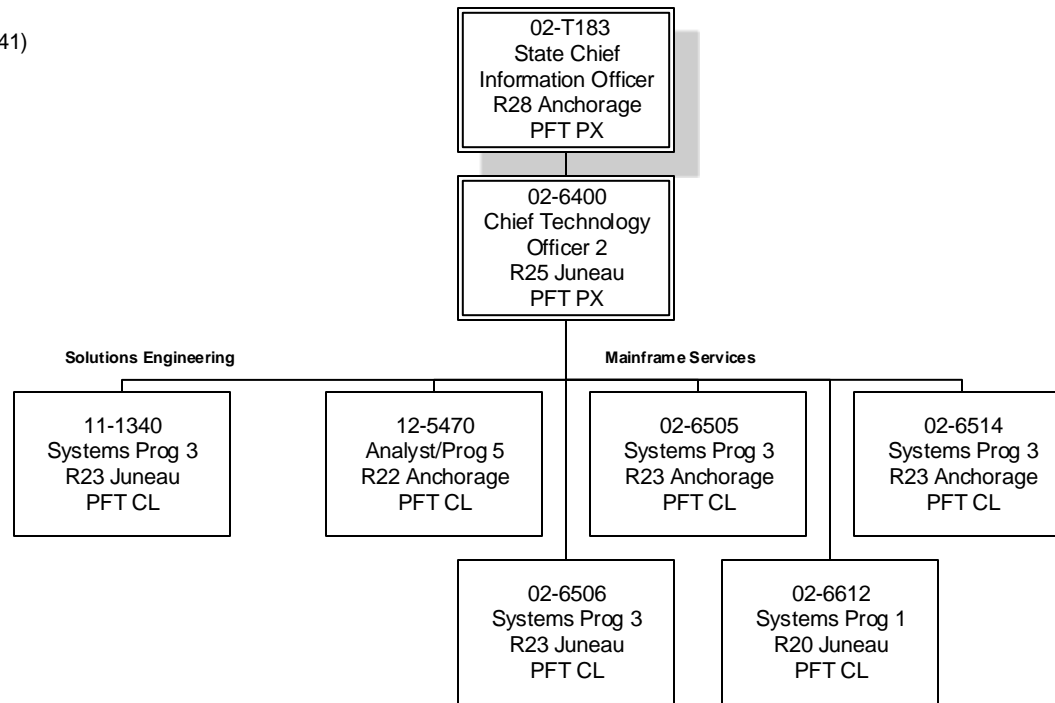 41)
02-T183
State Chief
Information Officer
R28 Anchorage
PFT PX
02-6400
Chief Technology
Officer 2
R25 Juneau
PFT PX
Solutions Engineering
Mainframe Services
11-1340
Systems Prog 3
R23 Juneau
PFT CL
12-5470
Analyst/Prog 5
R22 Anchorage
PFT CL
02-6505
Systems Prog 3
R23 Anchorage
PFT CL
02-6514
Systems Prog 3
R23 Anchorage
PFT CL
02-6506
Systems Prog 3
R23 Juneau
PFT CL
02-6612
Systems Prog 1
R20 Juneau
PFT CL